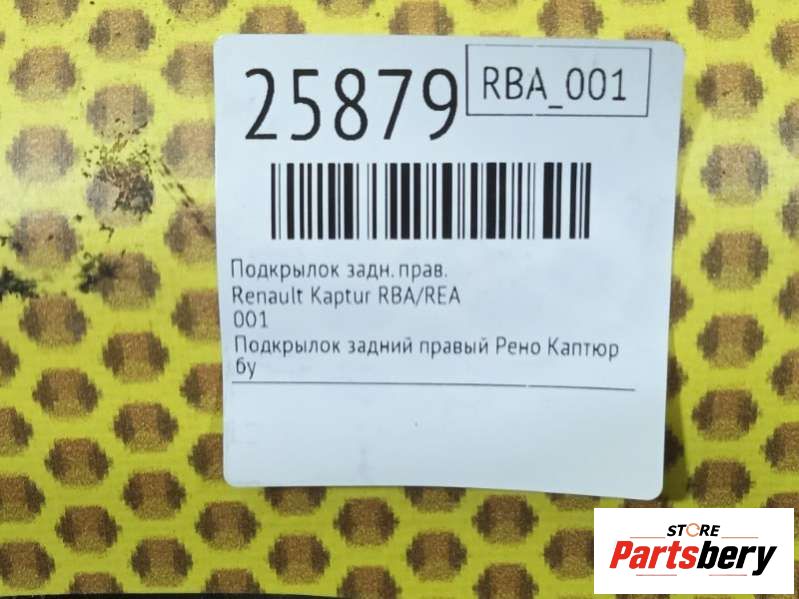 25879
RBA_001
Подкрылок задн. прав.
Renault Kaptur RBA/REA
001
Подкрылок задний правый Рено Каптюр
бу
STORE
Partsbery